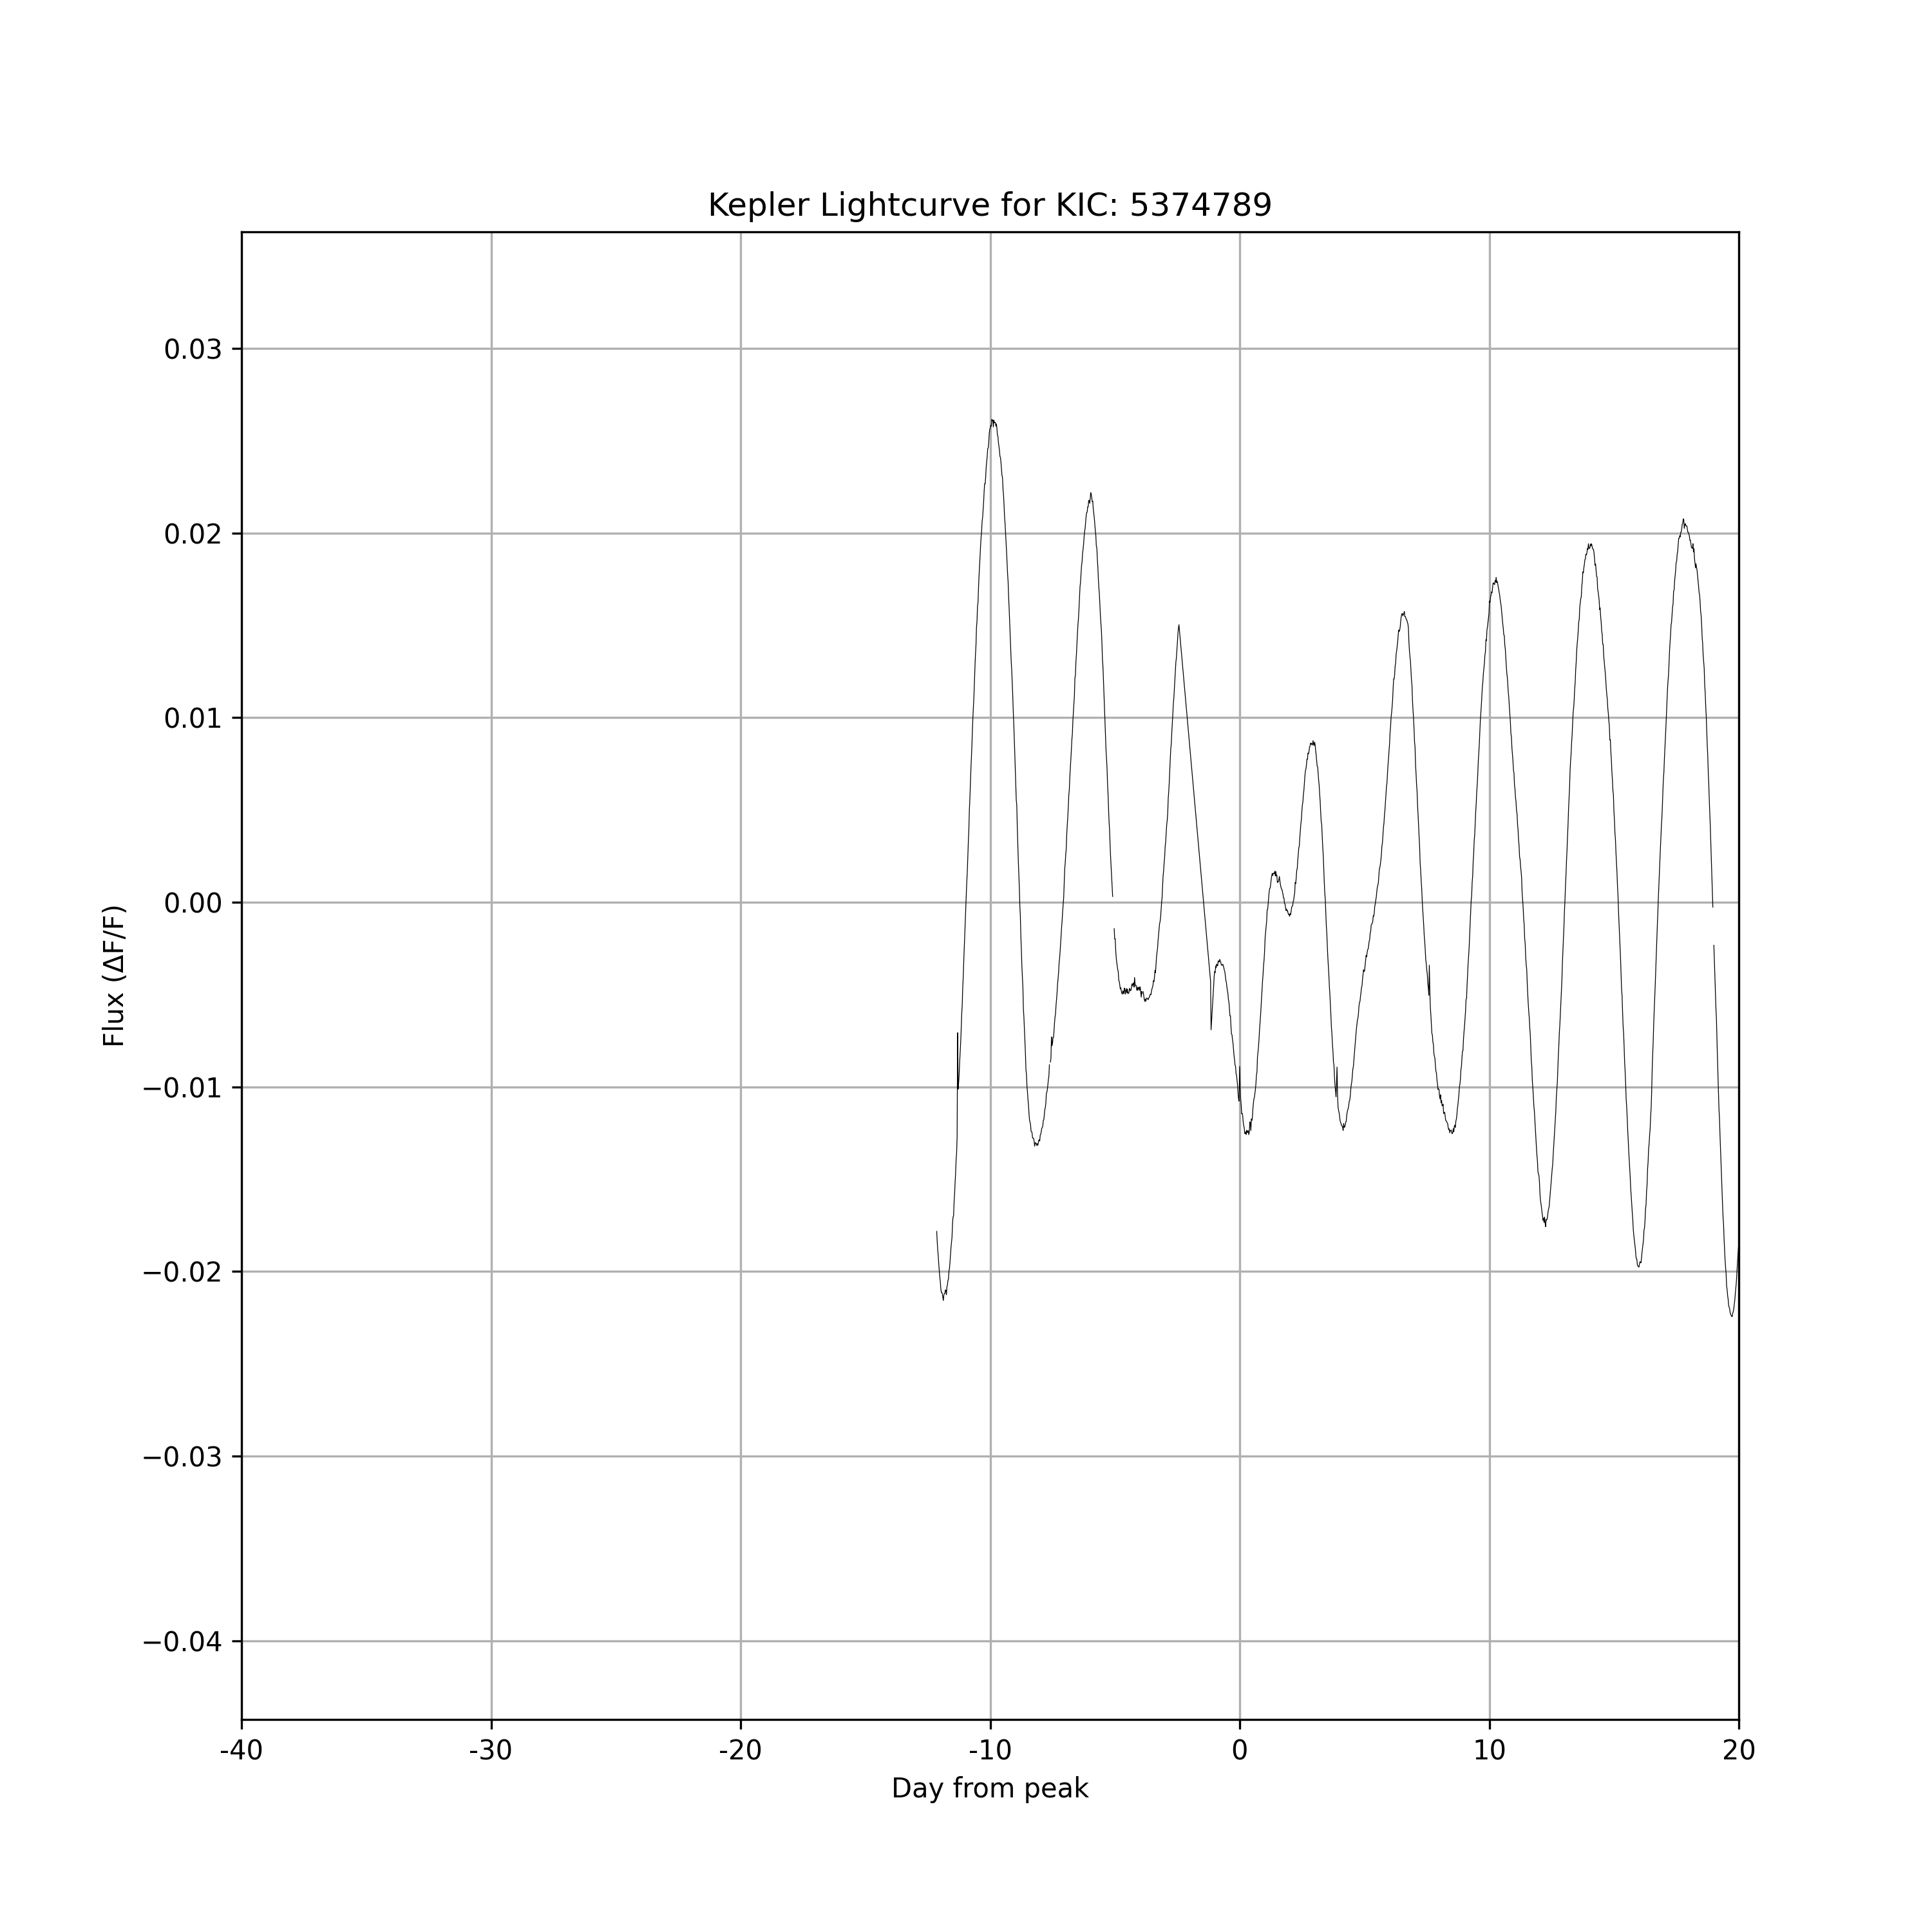 Kepler Lightcurve for KIC: 5374789
Flux (ΔF/F)
0.03
0.02
0.01
0.00
−0.01
−0.02
−0.03
−0.04
-40 -30 -20 -10 0 10 20
Day from peak